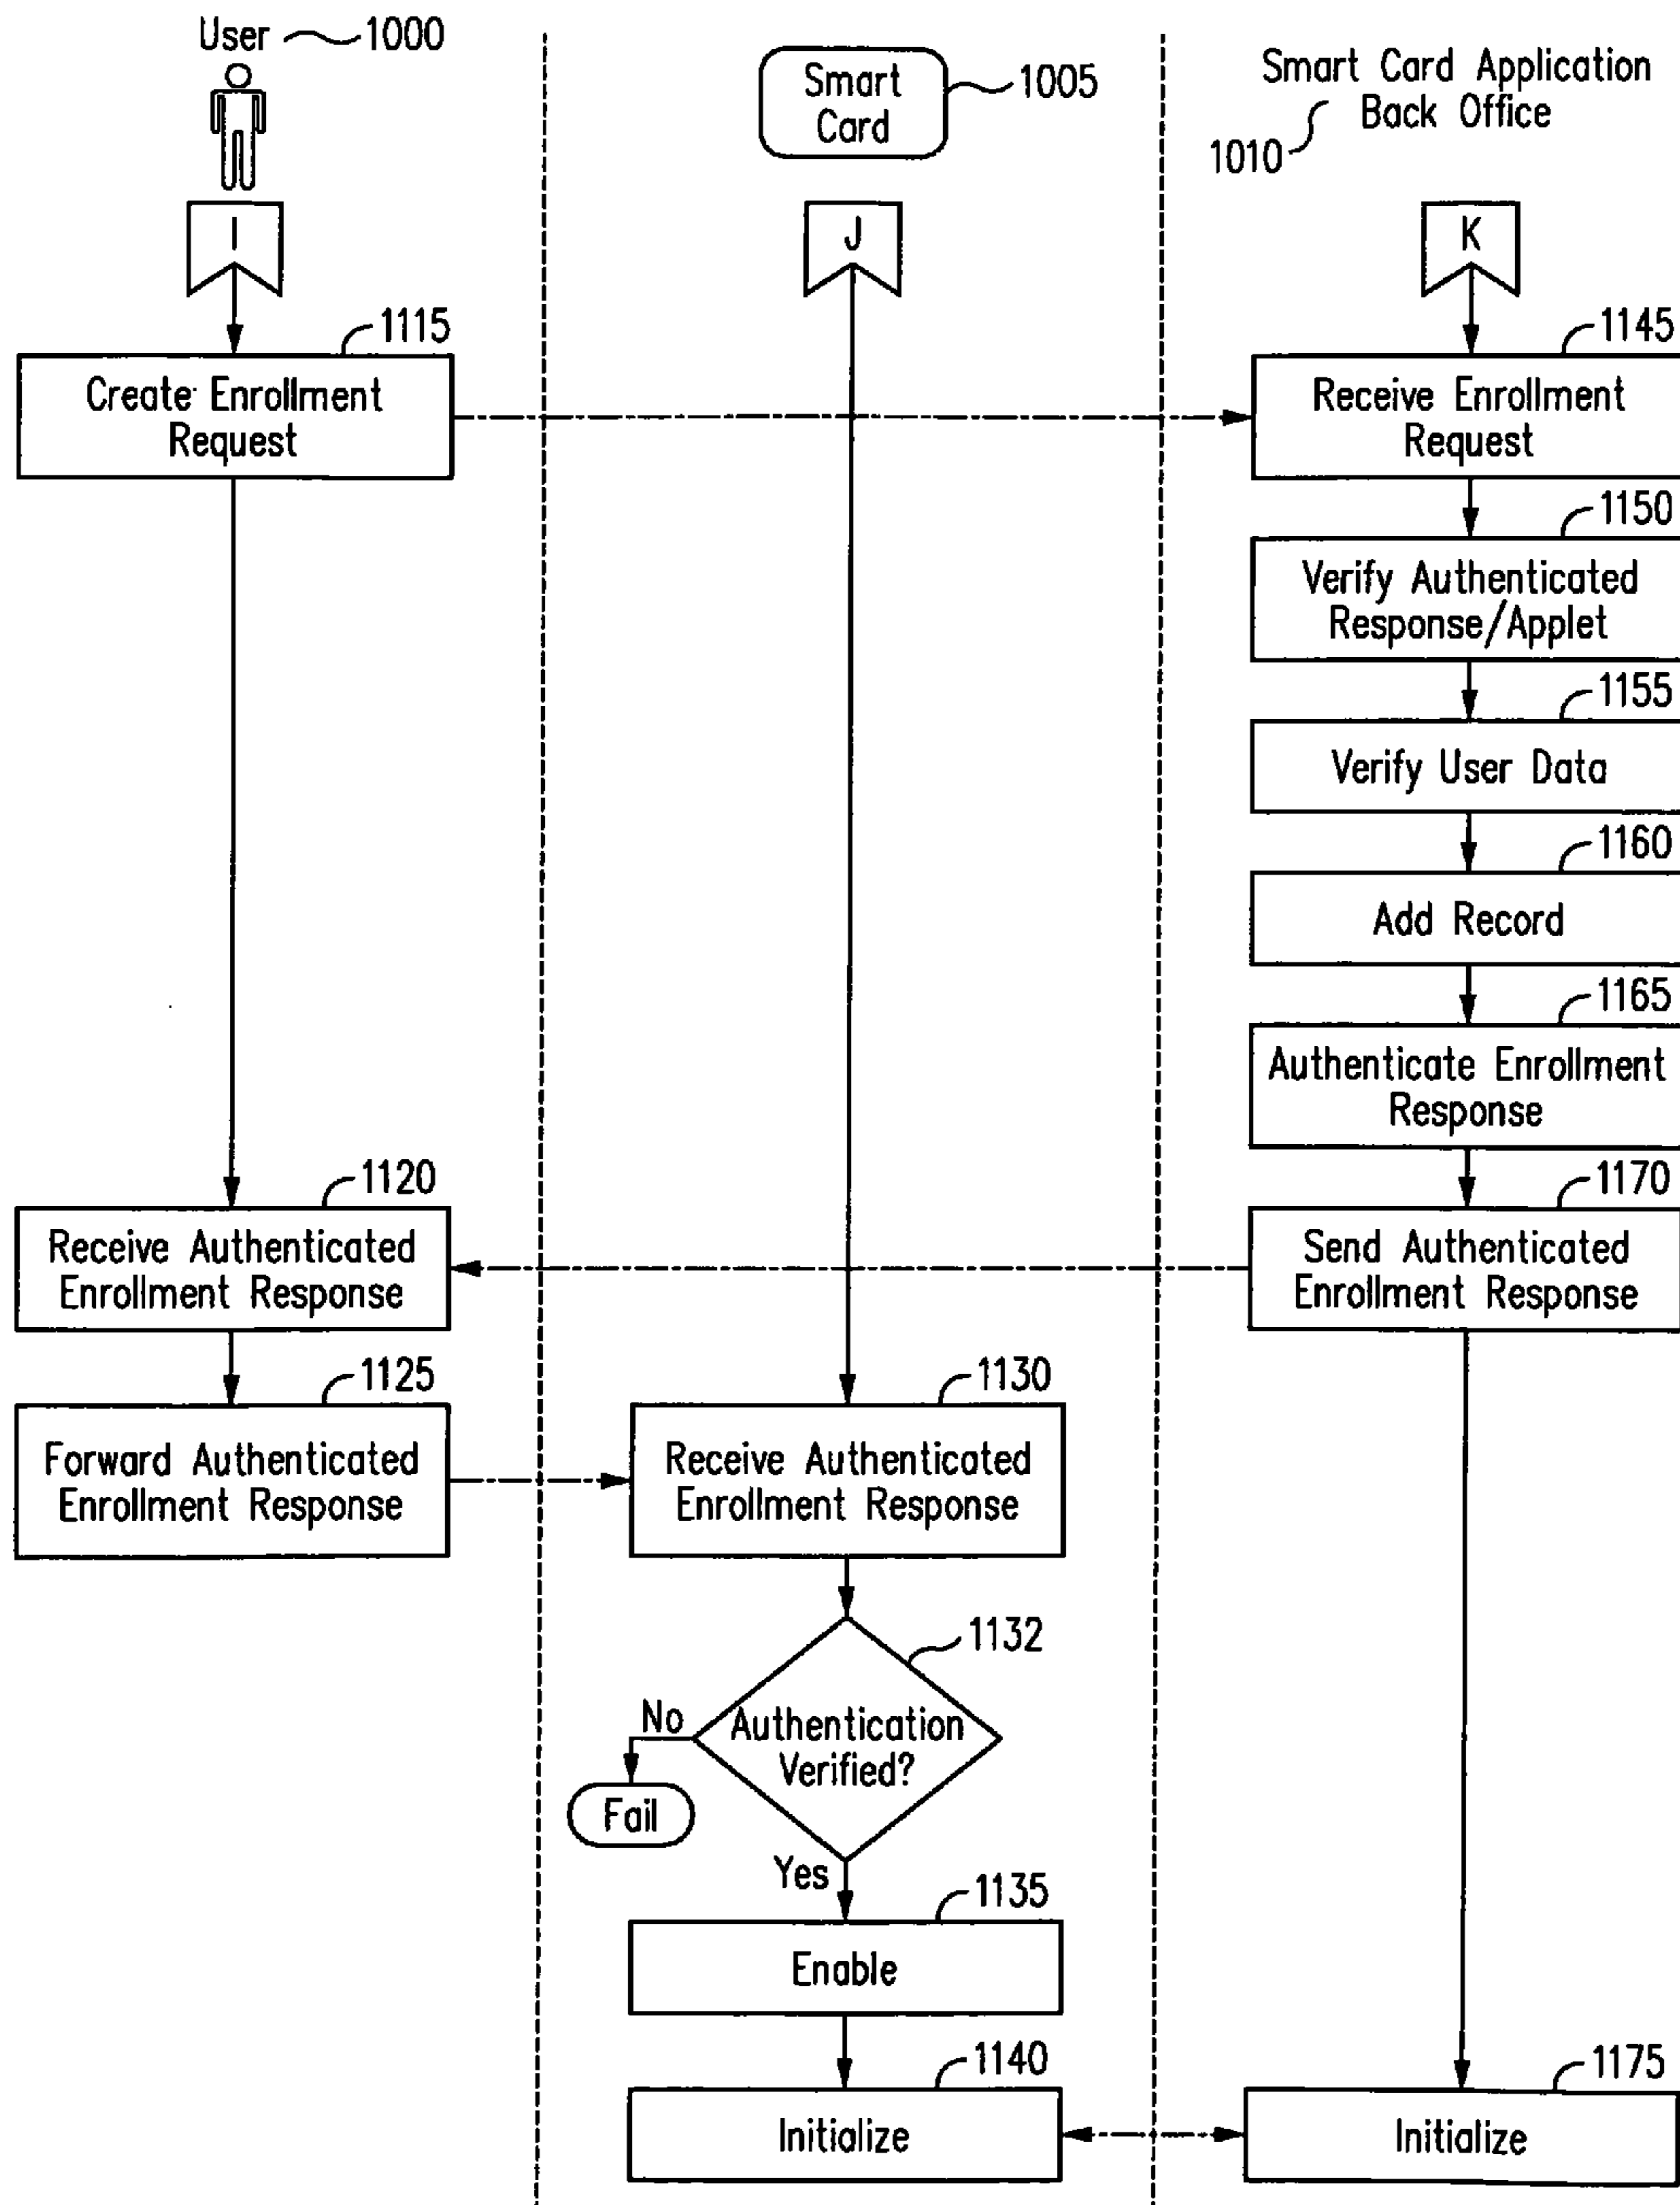 User 1000
Smart
Card
1005
Smart Card Application
Back Office
1010
I
J
K
1115
Create Enrollment
Request
1145
Receive Enrollment
Request
1150
Verify Authenticated
Response/Applet
1155
Verify User Data
1160
Add Record
1165
Authenticate Enrollment
Response
1120
Receive Authenticated
Enrollment Response
1170
Send Authenticated
Enrollment Response
1125
Forward Authenticated
Enrollment Response
1130
Receive Authenticated
Enrollment Response
1132
Authentication
Verified?
No
Fail
Yes
1135
Enable
1140
Initialize
1175
Initialize